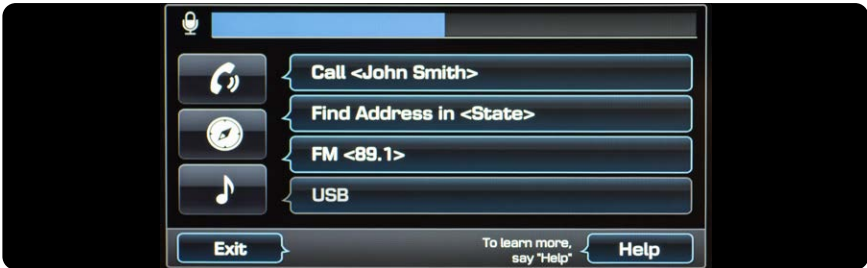 Call <John Smith>
Find Address in <State>
FM <89.1>
USB
Exit
To learn more,
say "Help"
Help